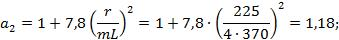 a₂ = 1 + 7,8 (r/mL)² = 1 + 7,8 · (225/(4 · 370))² = 1,18;